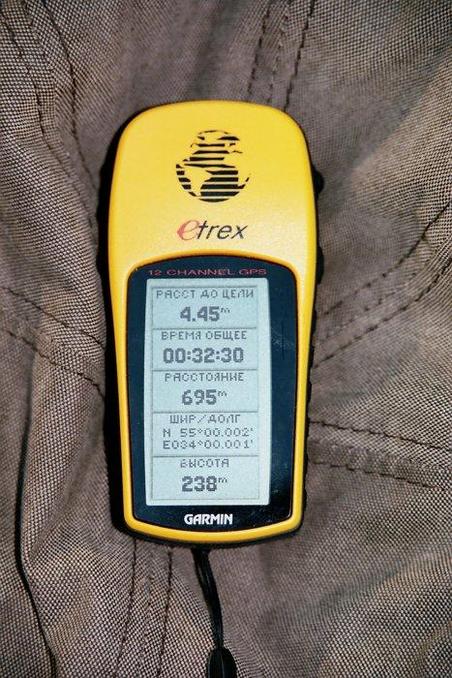 etrex
12 CHANNEL GPS
РАССТ ДО ЦЕЛИ
4.45m
ВРЕМЯ ОБЩЕЕ
00:32:30
РАССТОЯНИЕ
695m
ШИР/ДОЛГ
N 55°00.002'
E034°00.001'
ВЫСОТА
238m
GARMIN